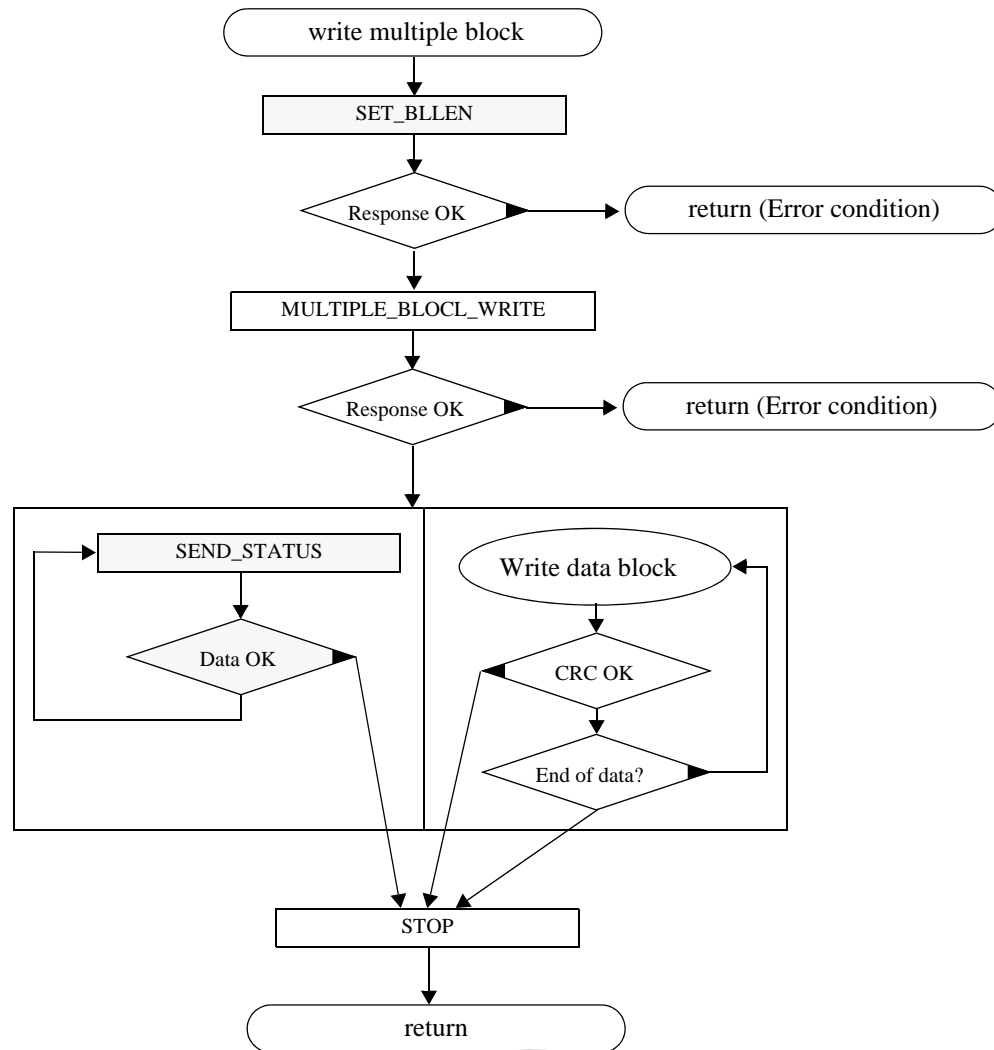 write multiple block
SET_BLLEN
Response OK
return (Error condition)
MULTIPLE_BLOCL_WRITE
Response OK
return (Error condition)
SEND_STATUS
Data OK
Write data block
CRC OK
End of data?
STOP
return